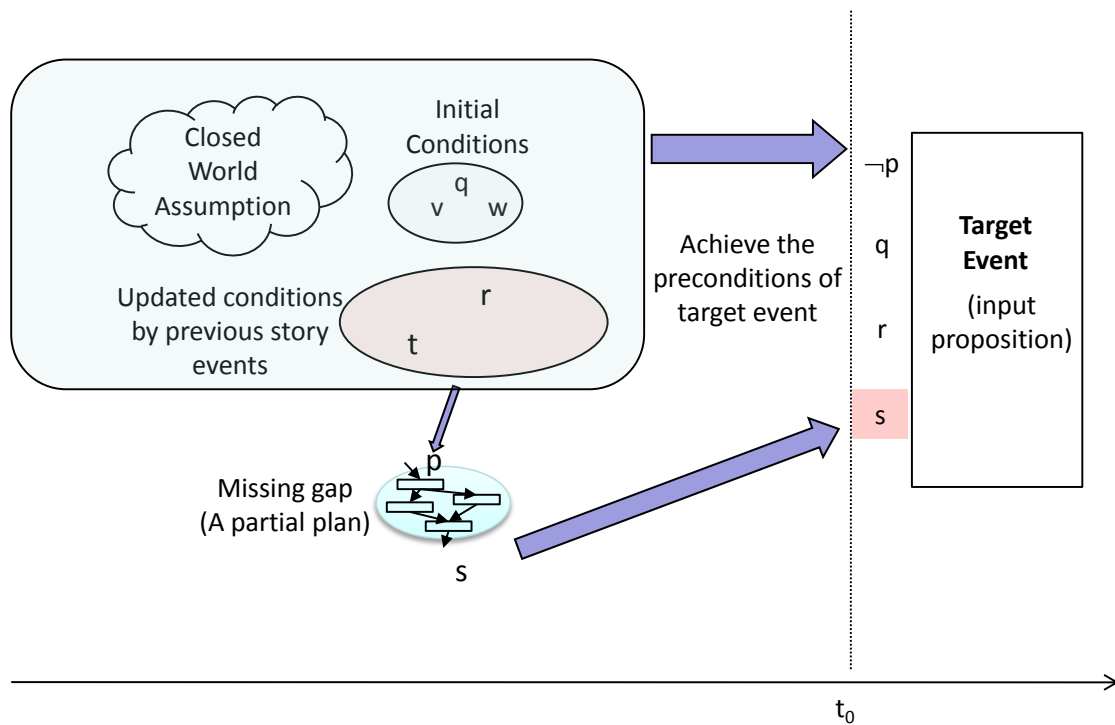 Closed
World
Assumption
Initial
Conditions
q
v w
Updated conditions
by previous story
events
r
t
Achieve the
preconditions of
target event
¬p
q
r
s
Target
Event
(input
proposition)
Missing gap
(A partial plan)
p
s
t0